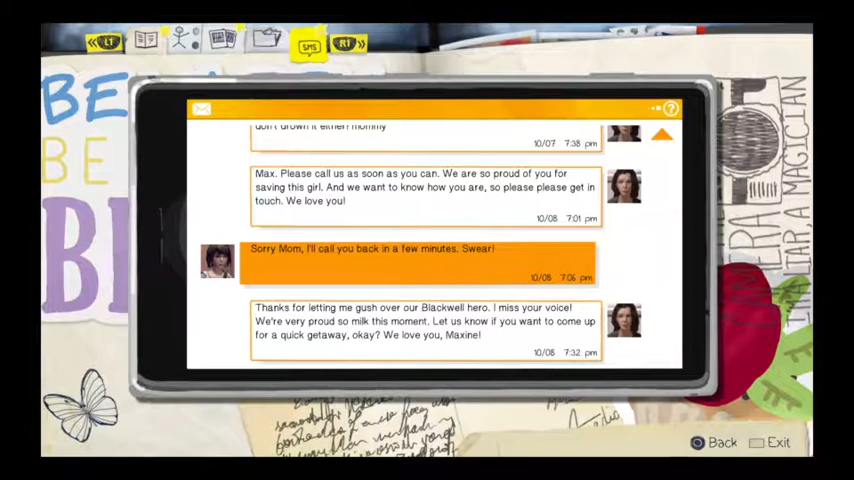 LT
SMS
R1
BE
BE
B
don't drown it either! mommy
10/07 7:38 pm
Max. Please call us as soon as you can. We are so proud of you for
saving this girl. And we want to know how you are, so please please get in
touch. We love you!
10/08 7:01 pm
Sorry Mom, I'll call you back in a few minutes. Swear!
10/08 7:06 pm
Thanks for letting me gush over our Blackwell hero. I miss your voice!
We're very proud so milk this moment. Let us know if you want to come up
for a quick getaway, okay? We love you, Maxine!
10/08 7:32 pm
?
LIAR, A MAGICIAN
Back
Exit